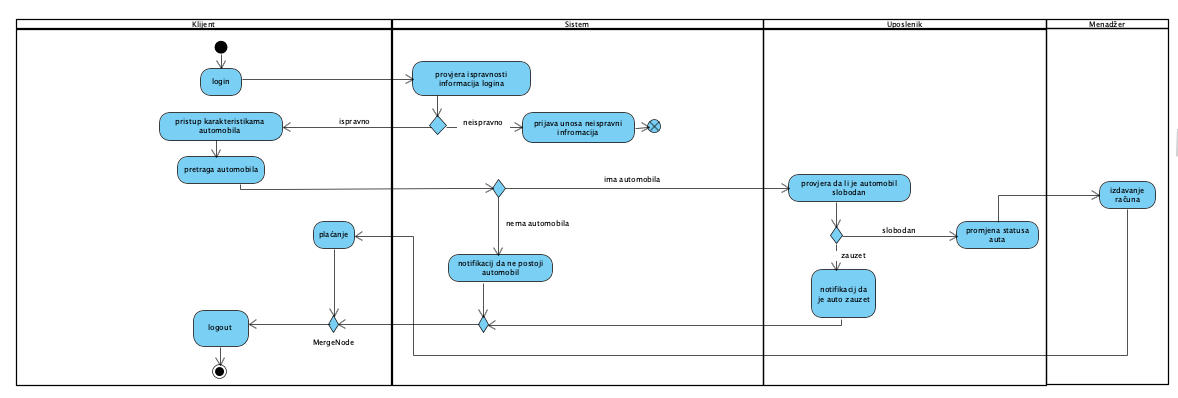 Klijent
Sistem
Uposlenik
Menadžer
login
provjera ispravnosti
informacija logina
pristup karakteristikama
automobila
ispravno
neispravno
prijava unosa neispravni
infromacija
pretraga automobila
ima automobila
provjera da li je automobil
slobodan
izdavanje
računa
nema automobila
plaćanje
slobodan
promjena statusa
auta
zauzet
notifikacij da ne postoji
automobil
notifikacij da
je auto zauzet
logout
MergeNode